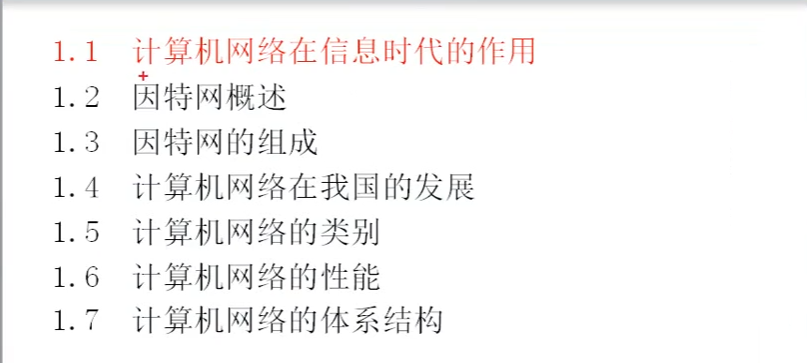 1.1 计算机网络在信息时代的作用
1.2 因特网概述
1.3 因特网的组成
1.4 计算机网络在我国的发展
1.5 计算机网络的类别
1.6 计算机网络的性能
1.7 计算机网络的体系结构